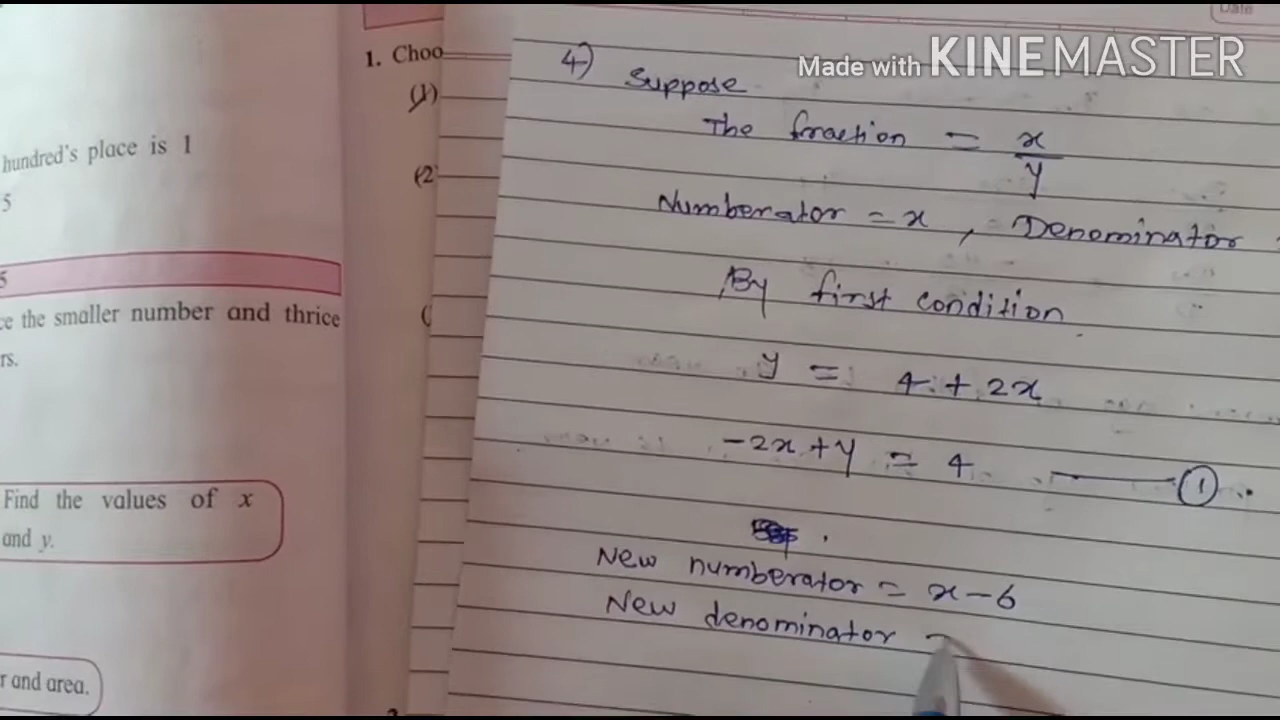 Date
Made with KINEMASTER
hundred's place is 1
5
5
ce the smaller number and thrice
rs.
Find the values of x
and y.
r and area.
1. Choo
(1)
(2
(
4) Suppose
The fraction = x/y
Numberator = x , Denominator
By first condition
y = 4 + 2x
-2x + y = 4 ——— ①
New numberator = x - 6
New denominator =